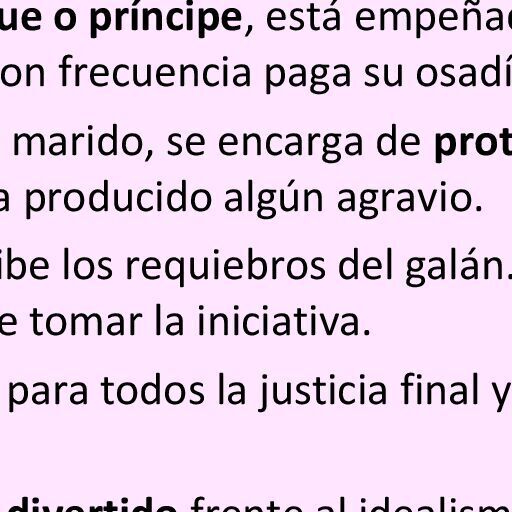 ue o príncipe, está empeña
on frecuencia paga su osadí
marido, se encarga de prot
a producido algún agravio.
ibe los requiebros del galán.
e tomar la iniciativa.
para todos la justicia final y
divertido frente al idealism